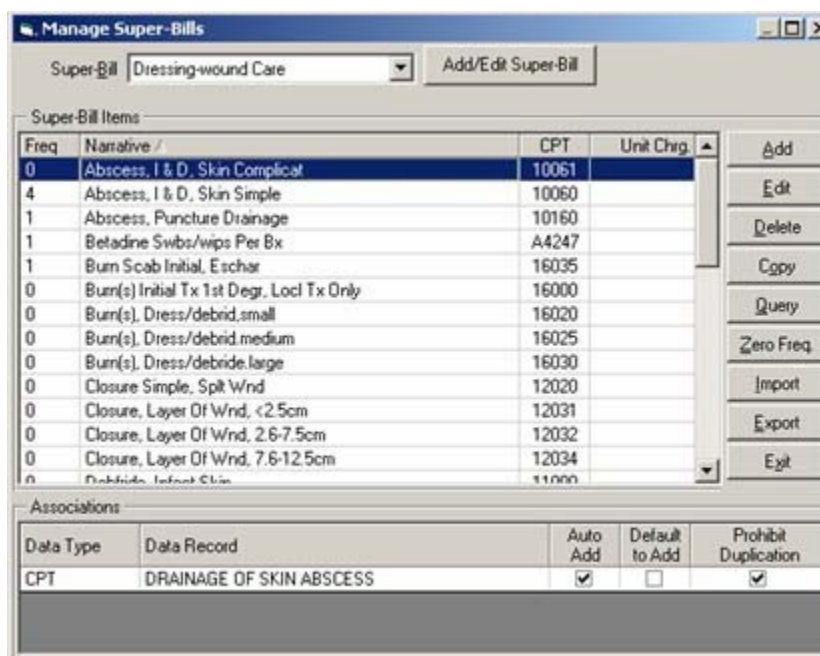 Manage Super-Bills
Super-Bill Dressing-wound Care Add/Edit Super-Bill
Super-Bill Items
Freq Narrative / CPT Unit Chrg.
0 Abscess, I & D, Skin Complicat 10061
4 Abscess, I & D, Skin Simple 10060
1 Abscess, Puncture Drainage 10160
1 Betadine Swbs/wips Per Bx A4247
1 Burn Scab Initial, Eschar 16035
0 Burn(s) Initial Tx 1st Degr, Locl Tx Only 16000
0 Burn(s), Dress/debrid,small 16020
0 Burn(s), Dress/debrid.medium 16025
0 Burn(s), Dress/debride.large 16030
0 Closure Simple, Splt Wnd 12020
0 Closure, Layer Of Wnd, <2.5cm 12031
0 Closure, Layer Of Wnd, 2.6-7.5cm 12032
0 Closure, Layer Of Wnd, 7.6-12.5cm 12034
0 Debfride, Infect Skin 11000
Add
Edit
Delete
Copy
Query
Zero Freq.
Import
Export
Exit
Associations
Data Type Data Record Auto Add Default to Add Prohibit Duplication
CPT DRAINAGE OF SKIN ABSCESS